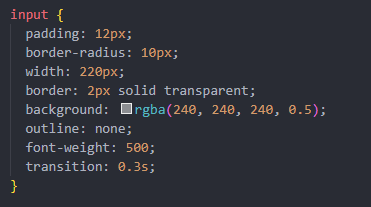 input {
  padding: 12px;
  border-radius: 10px;
  width: 220px;
  border: 2px solid transparent;
  background: rgba(240, 240, 240, 0.5);
  outline: none;
  font-weight: 500;
  transition: 0.3s;
}